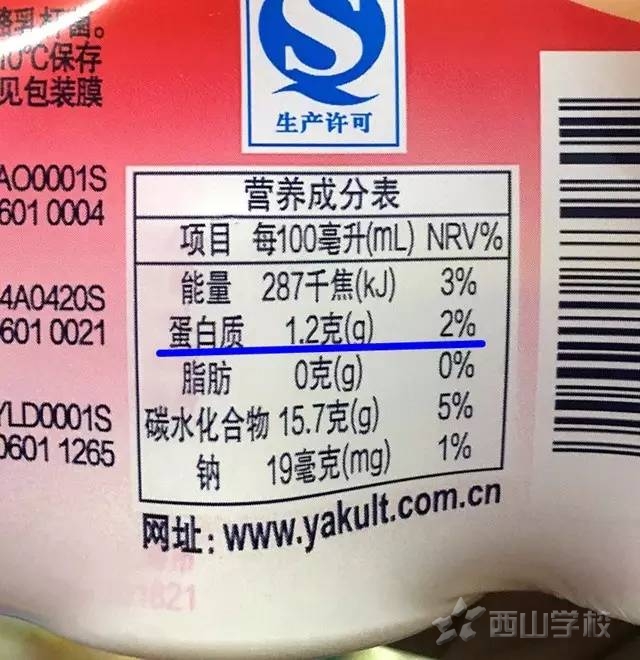 酪乳杆菌。
10℃保存
见包装膜
生产许可
AO0001S
601 0004
4A0420S
601 0021
YLD0001S
0601 1265
营养成分表
项目 每100毫升(mL) NRV%
能量 287千焦(kJ) 3%
蛋白质 1.2克(g) 2%
脂肪 0克(g) 0%
碳水化合物 15.7克(g) 5%
钠 19毫克(mg) 1%
网址：www.yakult.com.cn
1821
西山学校